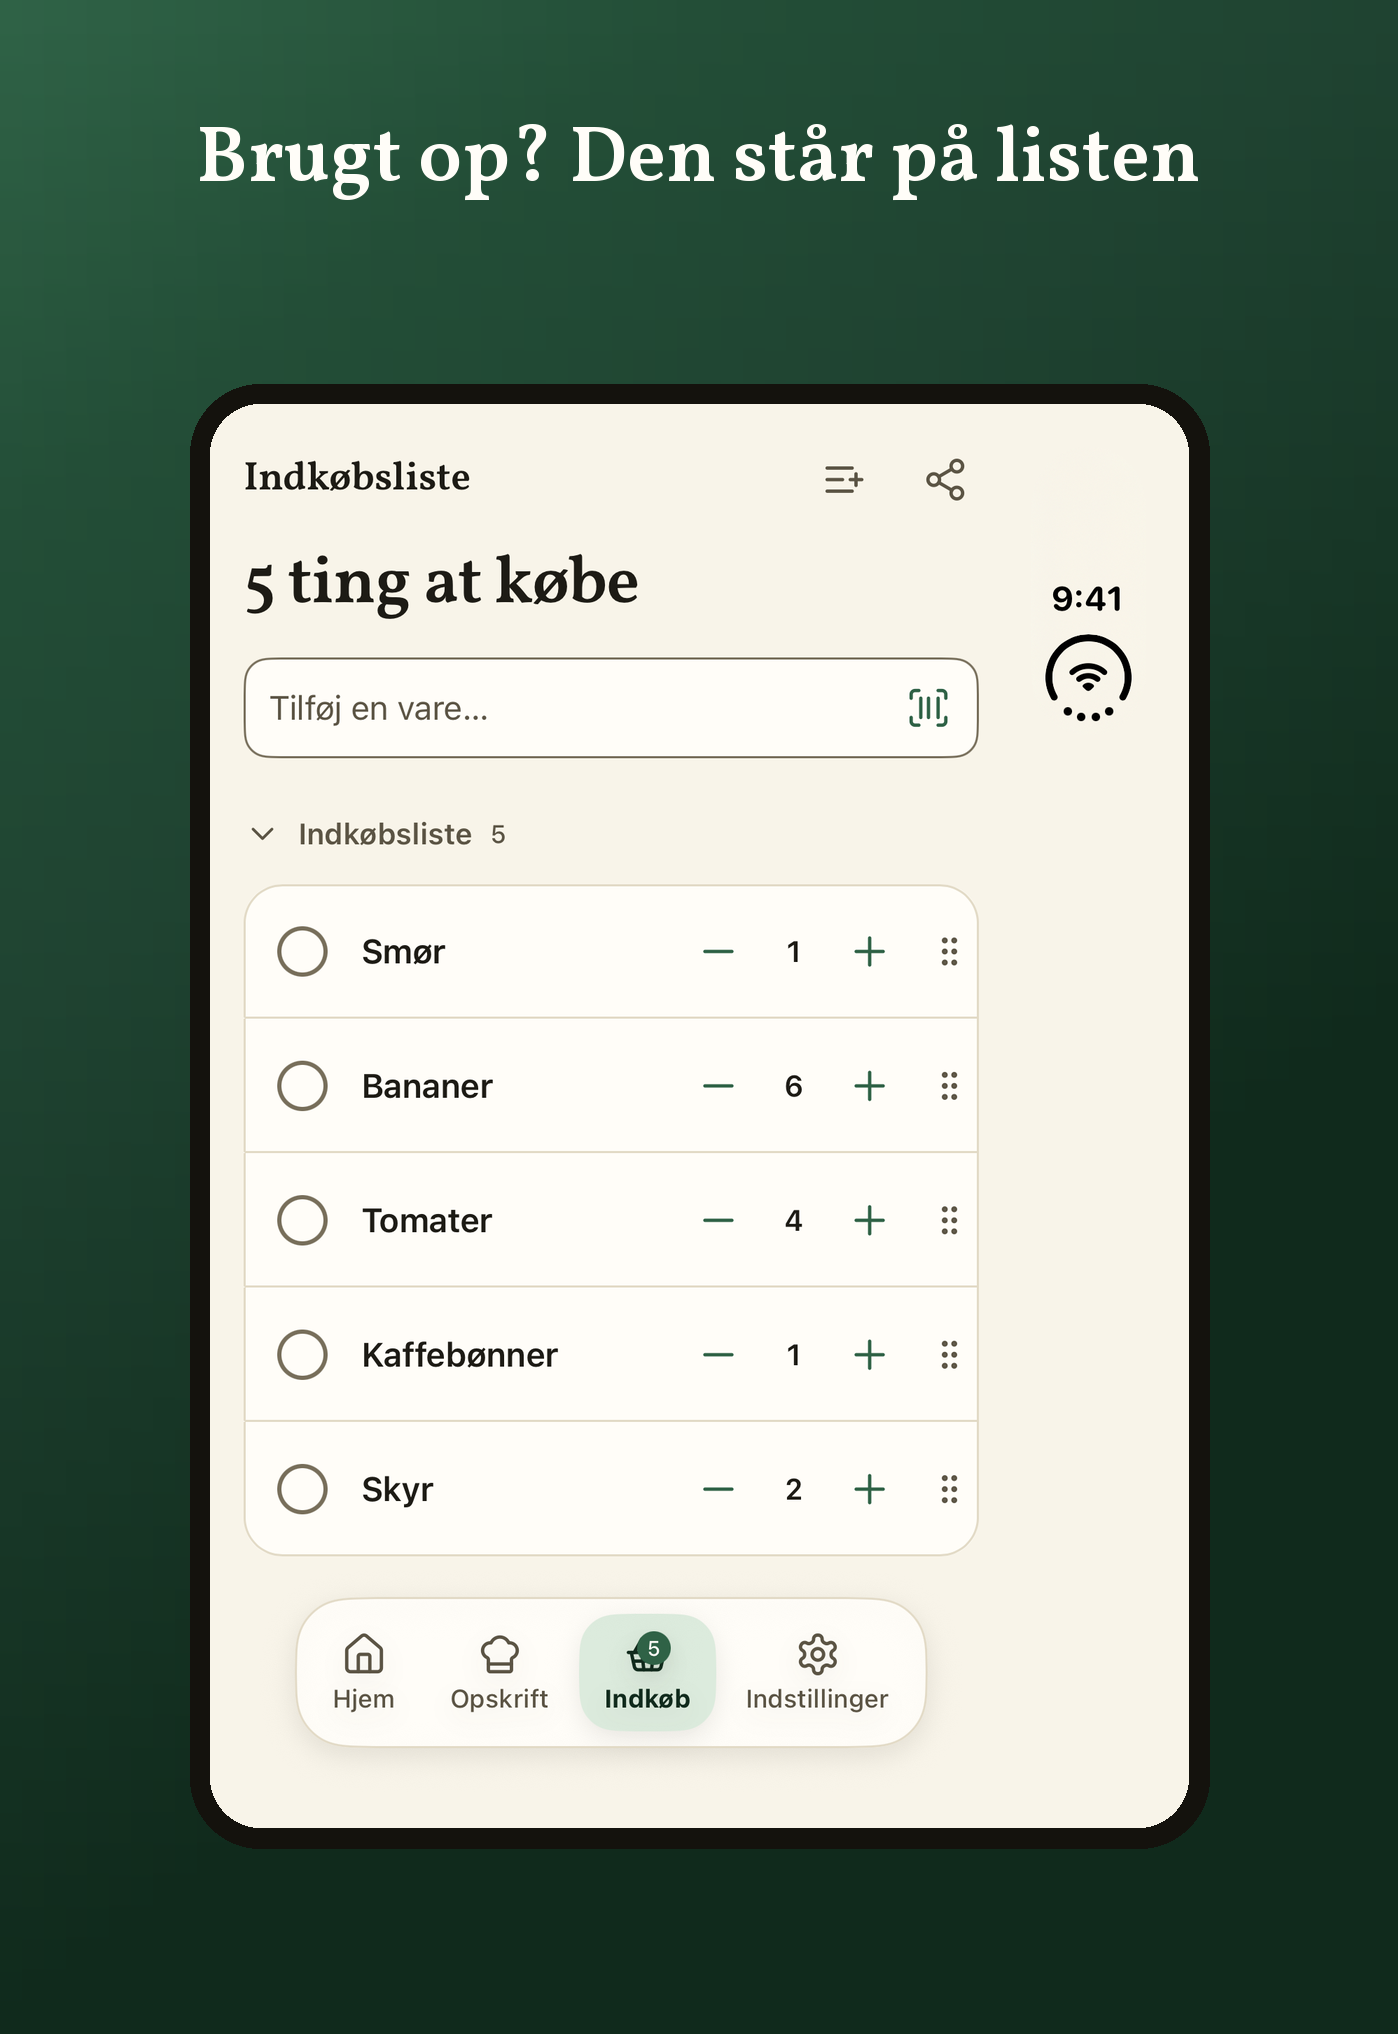 Brugt op? Den står på listen
Indkøbsliste
5 ting at købe
9:41
Tilføj en vare...
Indkøbsliste 5
Smør 1
Bananer 6
Tomater 4
Kaffebønner 1
Skyr 2
5
Hjem Opskrift Indkøb Indstillinger